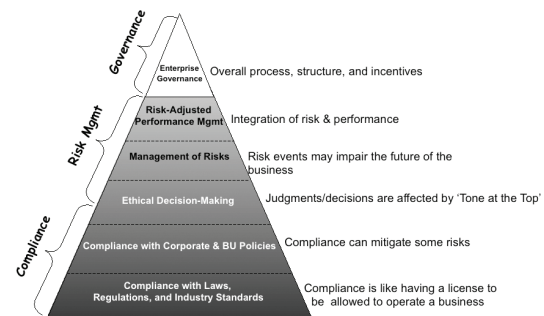 Governance
Enterprise
Governance
Overall process, structure, and incentives
Risk Mgmt
Risk-Adjusted
Performance Mgmt
Integration of risk & performance
Management of Risks
Risk events may impair the future of the
business
Ethical Decision-Making
Judgments/decisions are affected by 'Tone at the Top'
Compliance
Compliance with Corporate & BU Policies
Compliance can mitigate some risks
Compliance with Laws,
Regulations, and Industry Standards
Compliance is like having a license to
be allowed to operate a business